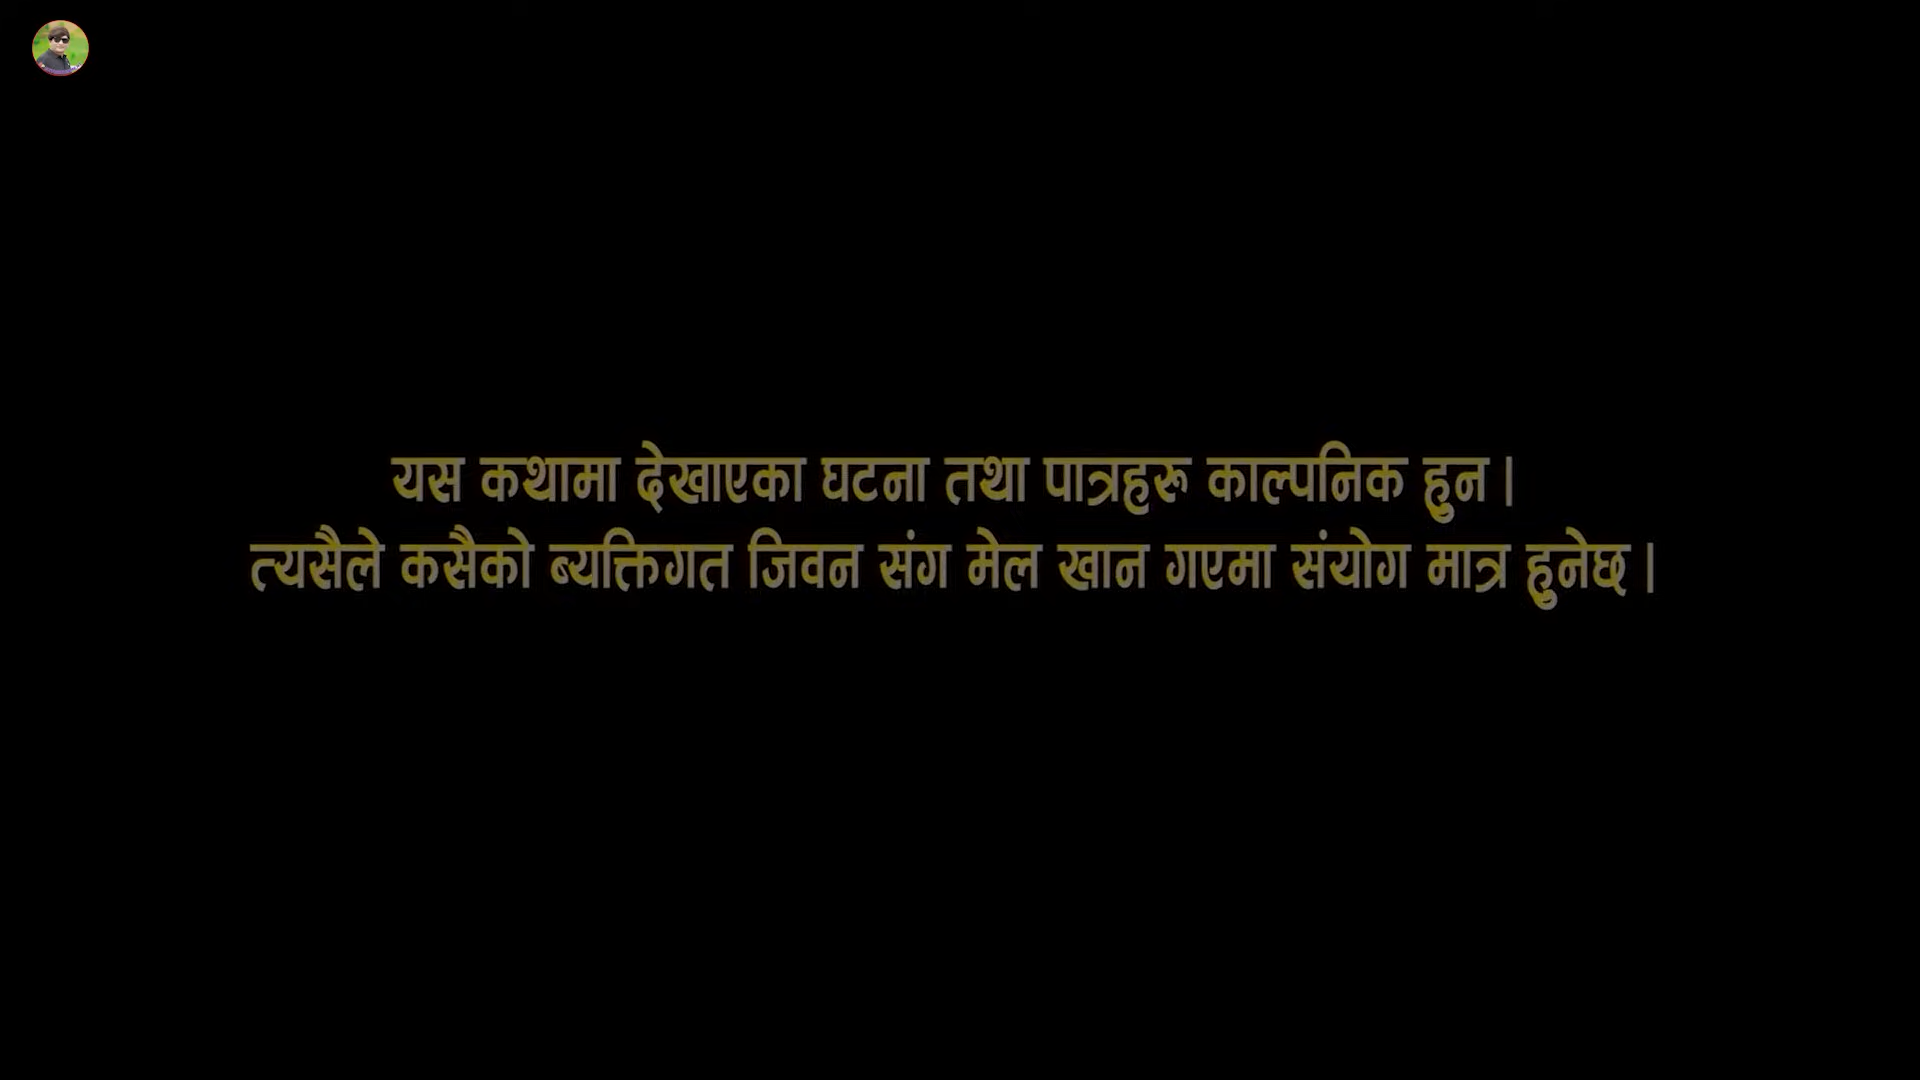 यस कथामा देखाएका घटना तथा पात्रहरू काल्पनिक हुन।
त्यसैले कसैको ब्यक्तिगत जिवन संग मेल खान गएमा संयोग मात्र हुनेछ।